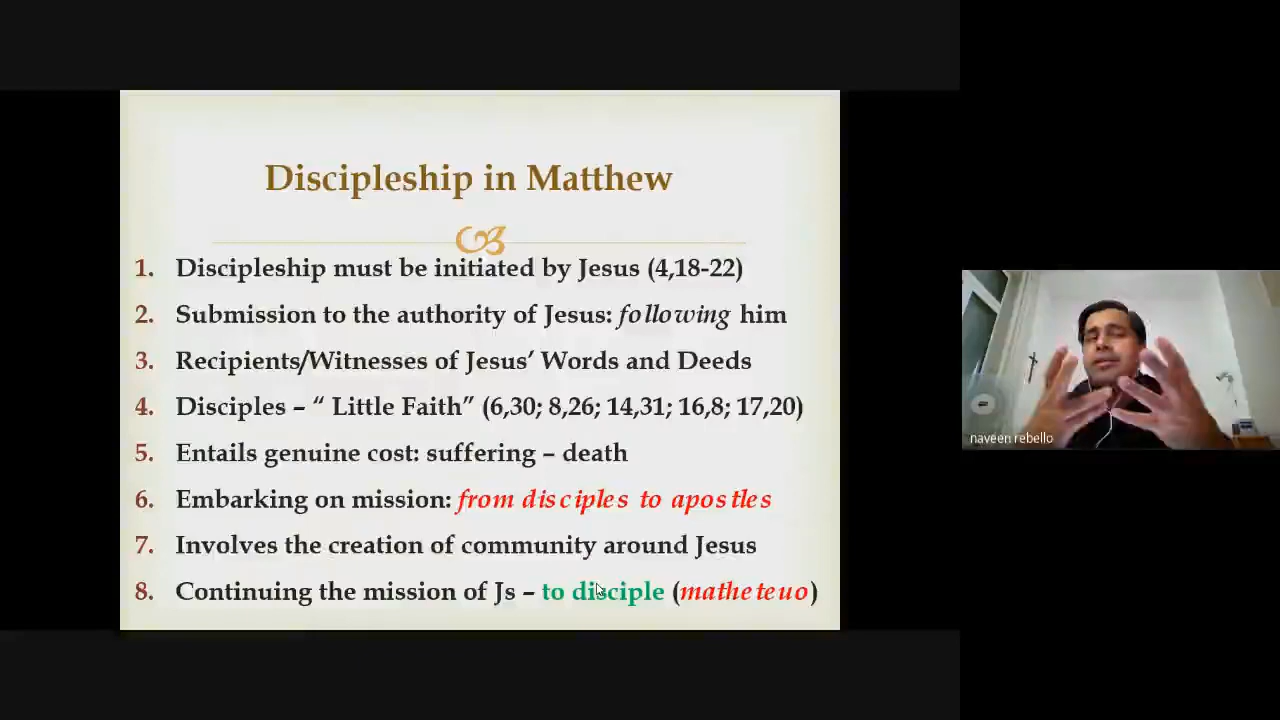 Discipleship in Matthew
1. Discipleship must be initiated by Jesus (4,18-22)
2. Submission to the authority of Jesus: following him
3. Recipients/Witnesses of Jesus’ Words and Deeds
4. Disciples – “ Little Faith” (6,30; 8,26; 14,31; 16,8; 17,20)
5. Entails genuine cost: suffering – death
6. Embarking on mission: from disciples to apostles
7. Involves the creation of community around Jesus
8. Continuing the mission of Js – to disciple (matheteuo)
naveen rebello